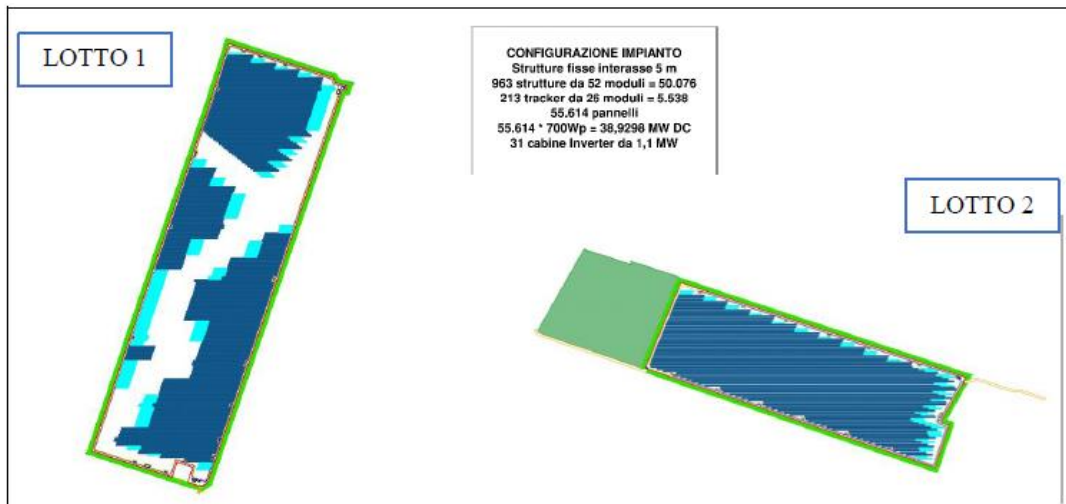 LOTTO 1
CONFIGURAZIONE IMPIANTO
Strutture fisse interasse 5 m
963 strutture da 52 moduli = 50.076
213 tracker da 26 moduli = 5.538
55.614 pannelli
55.614 * 700Wp = 38,9298 MW DC
31 cabine Inverter da 1,1 MW
LOTTO 2